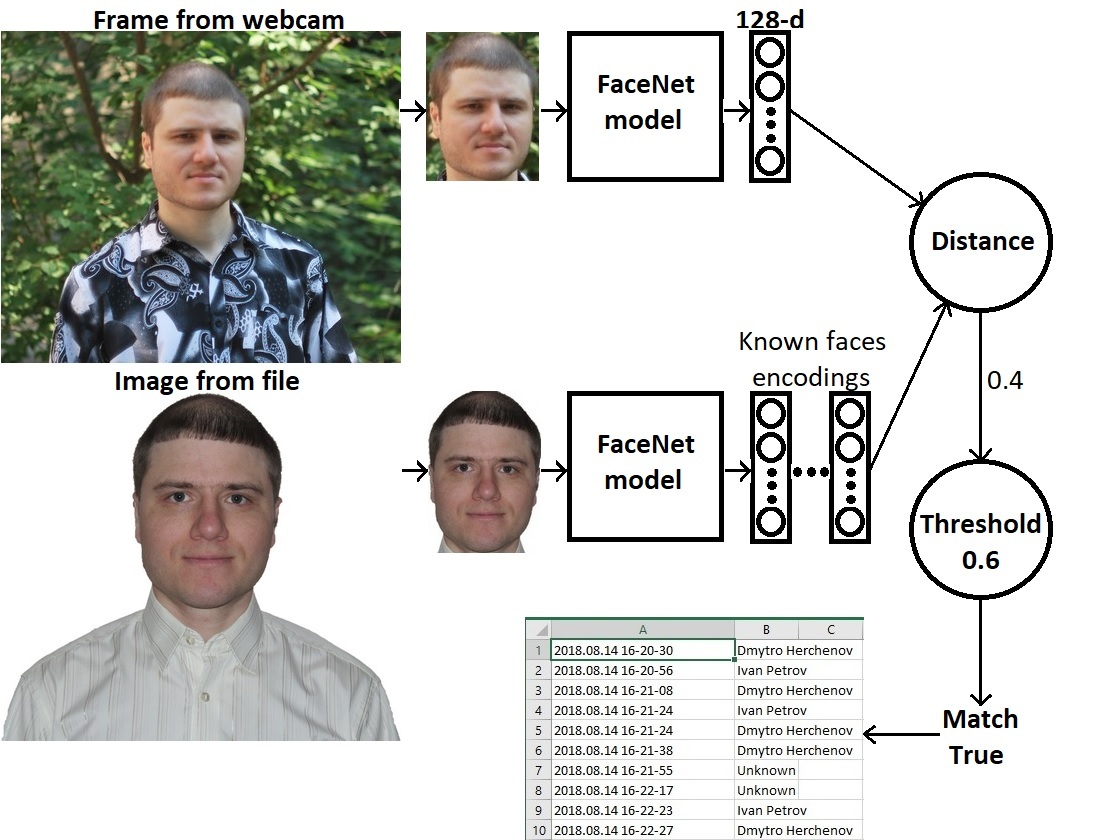 Frame from webcam
128-d
FaceNet
model
Distance
Image from file
Known faces
encodings
0.4
FaceNet
model
Threshold
0.6
A B C
1 2018.08.14 16-20-30 Dmytro Herchenov
2 2018.08.14 16-20-56 Ivan Petrov
3 2018.08.14 16-21-08 Dmytro Herchenov
4 2018.08.14 16-21-24 Ivan Petrov
5 2018.08.14 16-21-24 Dmytro Herchenov
6 2018.08.14 16-21-38 Dmytro Herchenov
7 2018.08.14 16-21-55 Unknown
8 2018.08.14 16-22-17 Unknown
9 2018.08.14 16-22-23 Ivan Petrov
10 2018.08.14 16-22-27 Dmytro Herchenov
Match
True